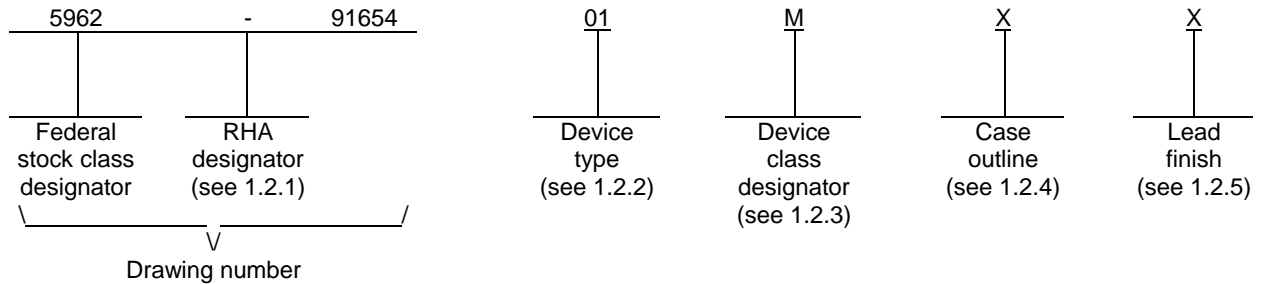 5962 - 91654 01 M X X
Federal stock class designator
RHA designator (see 1.2.1)
Device type (see 1.2.2)
Device class designator (see 1.2.3)
Case outline (see 1.2.4)
Lead finish (see 1.2.5)
\ /
\/
Drawing number